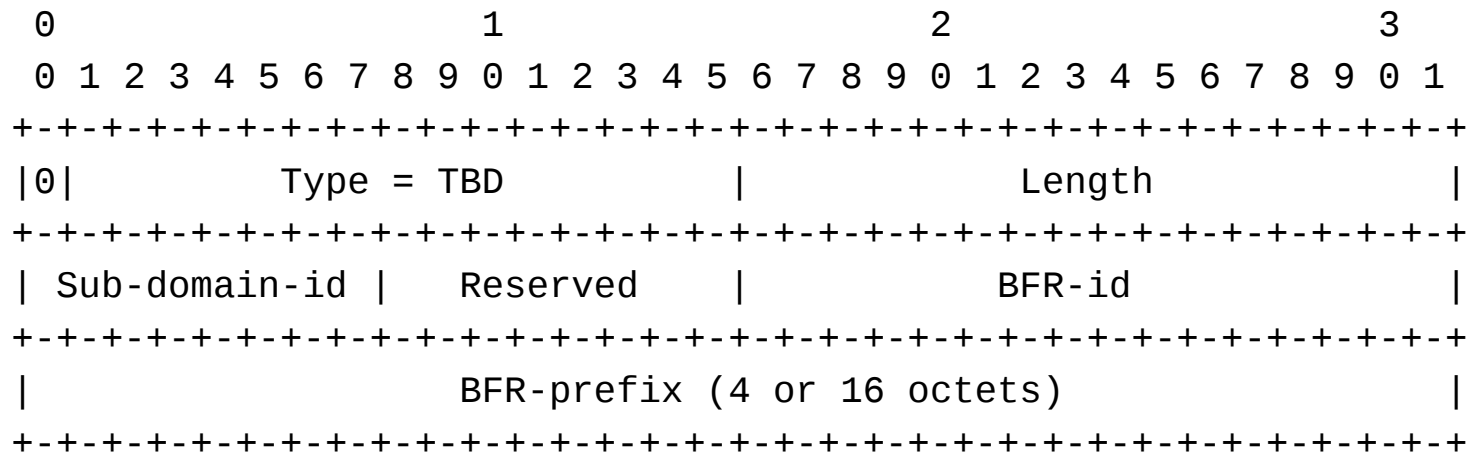 0                   1                   2                   3
 0 1 2 3 4 5 6 7 8 9 0 1 2 3 4 5 6 7 8 9 0 1 2 3 4 5 6 7 8 9 0 1
+-+-+-+-+-+-+-+-+-+-+-+-+-+-+-+-+-+-+-+-+-+-+-+-+-+-+-+-+-+-+-+-+
|0|         Type = TBD          |            Length             |
+-+-+-+-+-+-+-+-+-+-+-+-+-+-+-+-+-+-+-+-+-+-+-+-+-+-+-+-+-+-+-+-+
| Sub-domain-id |   Reserved    |           BFR-id              |
+-+-+-+-+-+-+-+-+-+-+-+-+-+-+-+-+-+-+-+-+-+-+-+-+-+-+-+-+-+-+-+-+
|                   BFR-prefix (4 or 16 octets)                 |
+-+-+-+-+-+-+-+-+-+-+-+-+-+-+-+-+-+-+-+-+-+-+-+-+-+-+-+-+-+-+-+-+